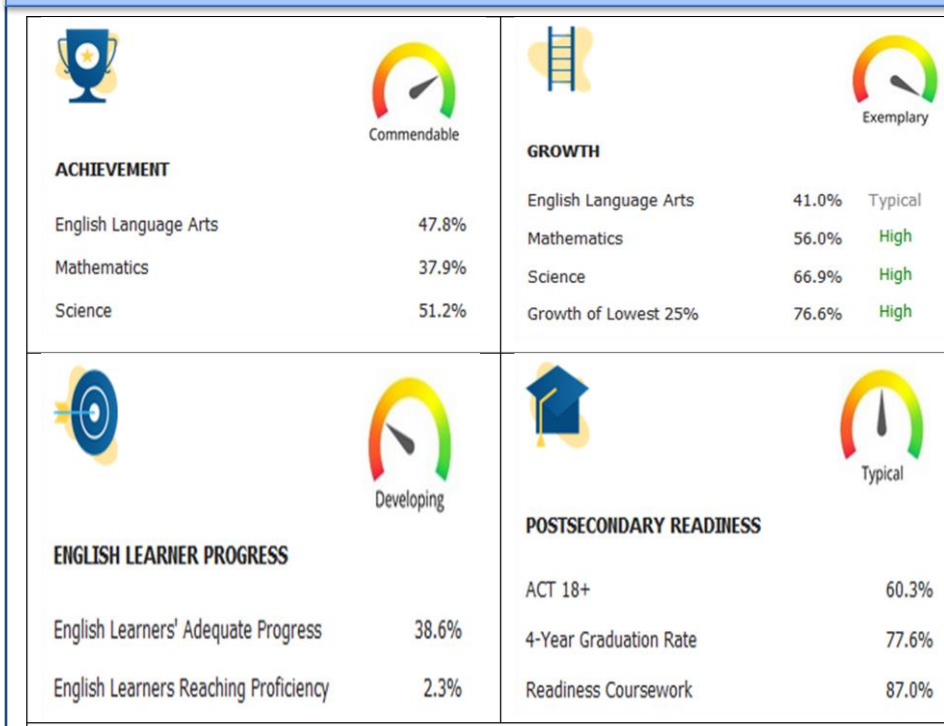 Commendable
ACHIEVEMENT
English Language Arts 47.8%
Mathematics 37.9%
Science 51.2%
Exemplary
GROWTH
English Language Arts 41.0% Typical
Mathematics 56.0% High
Science 66.9% High
Growth of Lowest 25% 76.6% High
Developing
ENGLISH LEARNER PROGRESS
English Learners' Adequate Progress 38.6%
English Learners Reaching Proficiency 2.3%
Typical
POSTSECONDARY READINESS
ACT 18+ 60.3%
4-Year Graduation Rate 77.6%
Readiness Coursework 87.0%